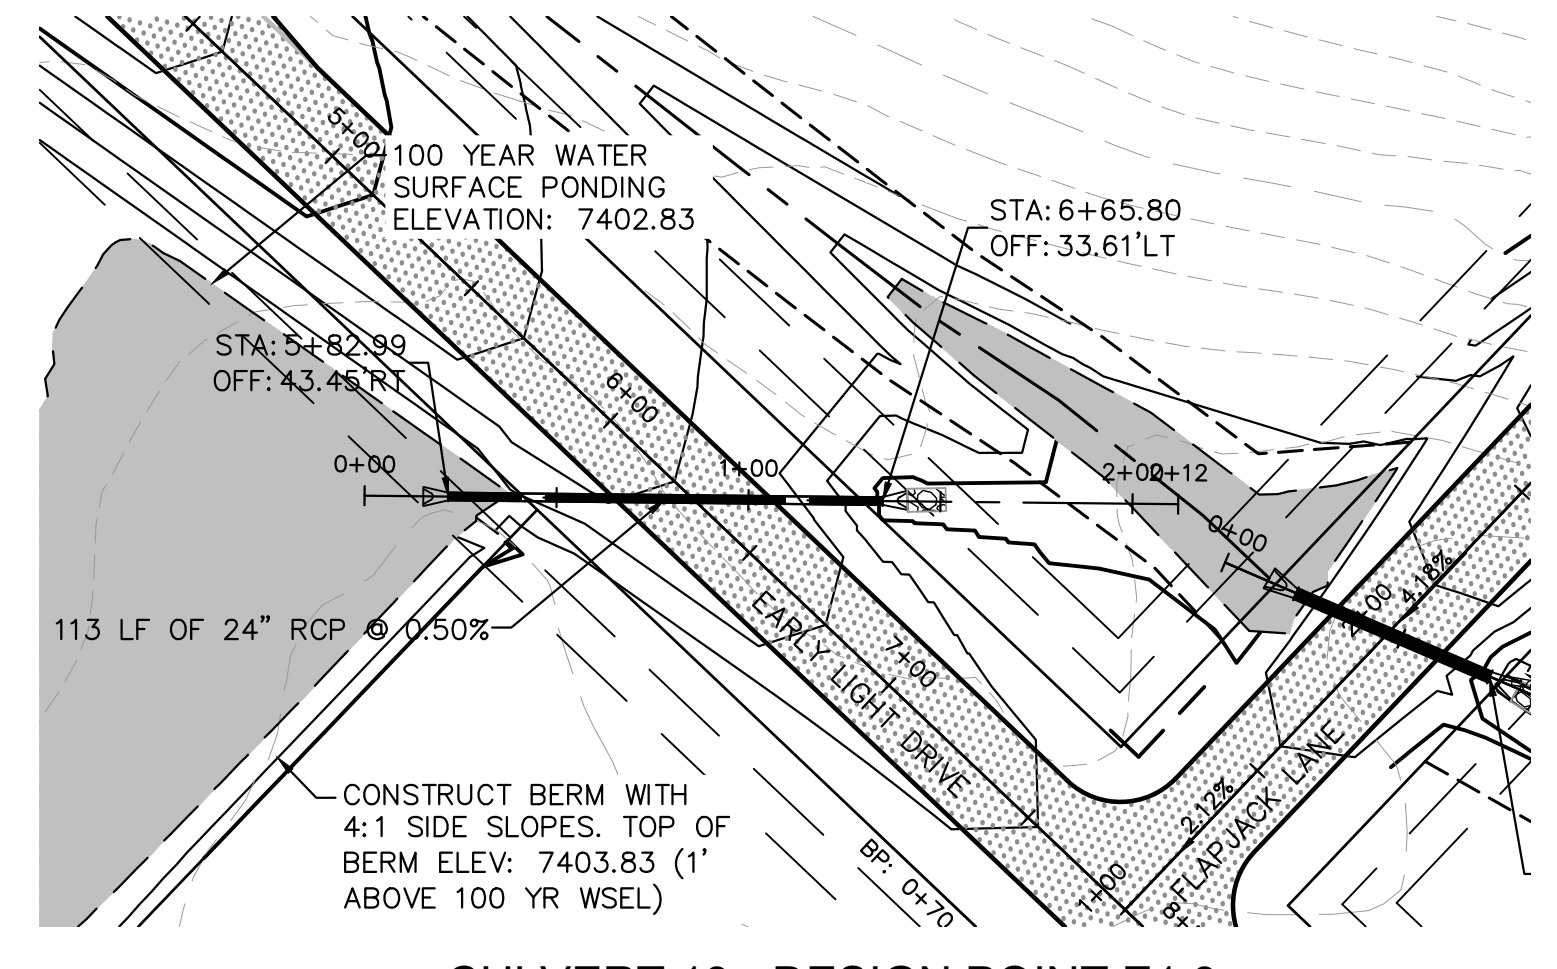 5+00
100 YEAR WATER
SURFACE PONDING
ELEVATION: 7402.83
STA: 6+65.80
OFF: 33.61'LT
STA: 5+82.99
OFF: 43.45'RT
6+00
0+00
1+00
2+00
2+12
0+00
4.18%
2+00
113 LF OF 24" RCP @ 0.50%
EARLY LIGHT DRIVE
7+00
FLAPJACK LANE
2.12%
CONSTRUCT BERM WITH
4:1 SIDE SLOPES. TOP OF
BERM ELEV: 7403.83 (1'
ABOVE 100 YR WSEL)
BP: 0+70
1+00
8+